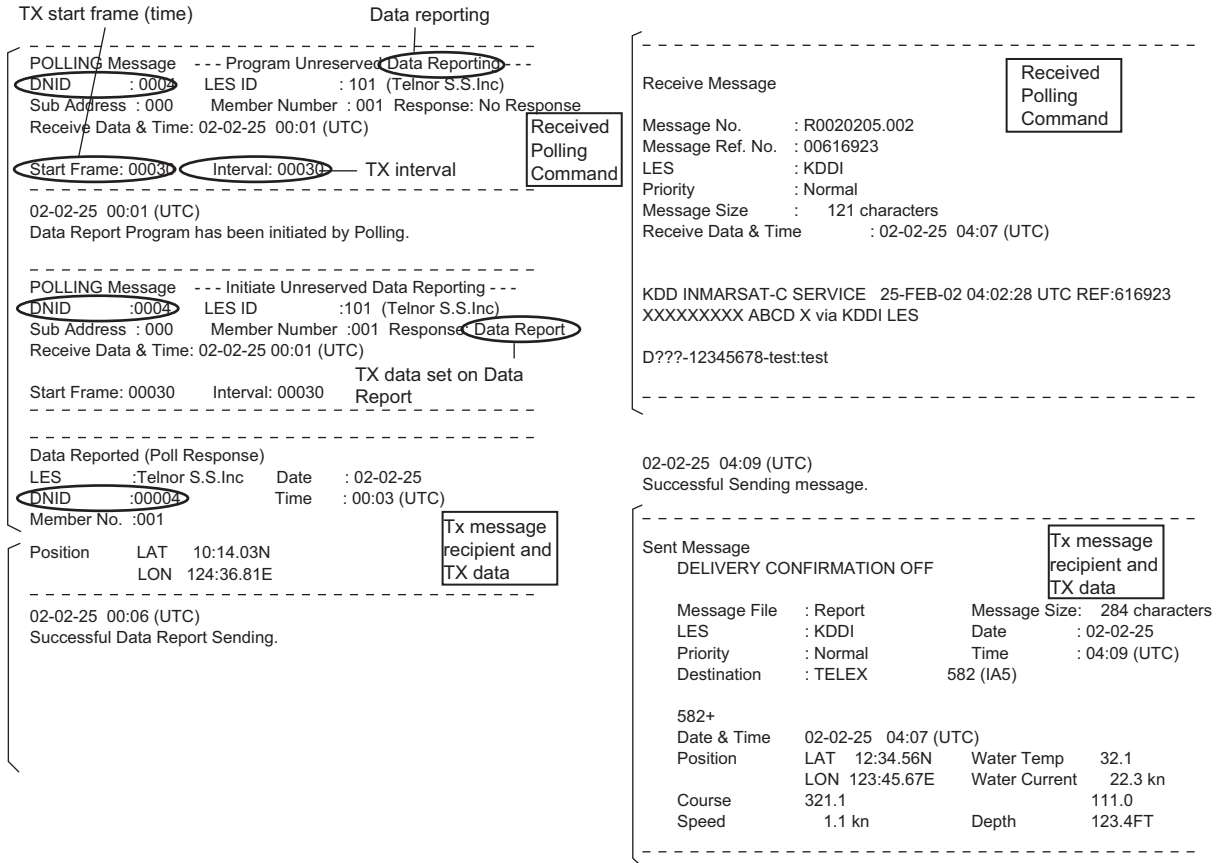 TX start frame (time)
Data reporting
POLLING Message - - - Program Unreserved Data Reporting - - -
DNID : 0004 LES ID : 101 (Telnor S.S.Inc)
Sub Address : 000 Member Number : 001 Response: No Response
Receive Data & Time: 02-02-25 00:01 (UTC)
Received
Polling
Command
Start Frame: 00030 Interval: 00030 TX interval
02-02-25 00:01 (UTC)
Data Report Program has been initiated by Polling.
POLLING Message - - - Initiate Unreserved Data Reporting - - -
DNID :0004 LES ID :101 (Telnor S.S.Inc)
Sub Address : 000 Member Number :001 Response: Data Report
Receive Data & Time: 02-02-25 00:01 (UTC)
TX data set on Data
Report
Start Frame: 00030 Interval: 00030
Data Reported (Poll Response)
LES :Telnor S.S.Inc Date : 02-02-25
DNID :00004 Time : 00:03 (UTC)
Member No. :001
Tx message
recipient and
TX data
Position LAT 10:14.03N
LON 124:36.81E
02-02-25 00:06 (UTC)
Successful Data Report Sending.
Receive Message
Received
Polling
Command
Message No. : R0020205.002
Message Ref. No. : 00616923
LES : KDDI
Priority : Normal
Message Size : 121 characters
Receive Data & Time : 02-02-25 04:07 (UTC)
KDD INMARSAT-C SERVICE 25-FEB-02 04:02:28 UTC REF:616923
XXXXXXXXX ABCD X via KDDI LES
D???-12345678-test:test
02-02-25 04:09 (UTC)
Successful Sending message.
Sent Message
DELIVERY CONFIRMATION OFF
Tx message
recipient and
TX data
Message File : Report Message Size: 284 characters
LES : KDDI Date : 02-02-25
Priority : Normal Time : 04:09 (UTC)
Destination : TELEX 582 (IA5)
582+
Date & Time 02-02-25 04:07 (UTC)
Position LAT 12:34.56N Water Temp 32.1
LON 123:45.67E Water Current 22.3 kn
Course 321.1 111.0
Speed 1.1 kn Depth 123.4FT